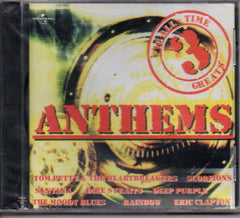 UNIVERSAL
ALL TIME
3
GREATS
ANTHEMS
TOM PETTY & THE HEARTBREAKERS SCORPIONS
SANTANA DIRE STRAITS DEEP PURPLE
THE MOODY BLUES RAINBOW ERIC CLAPTON